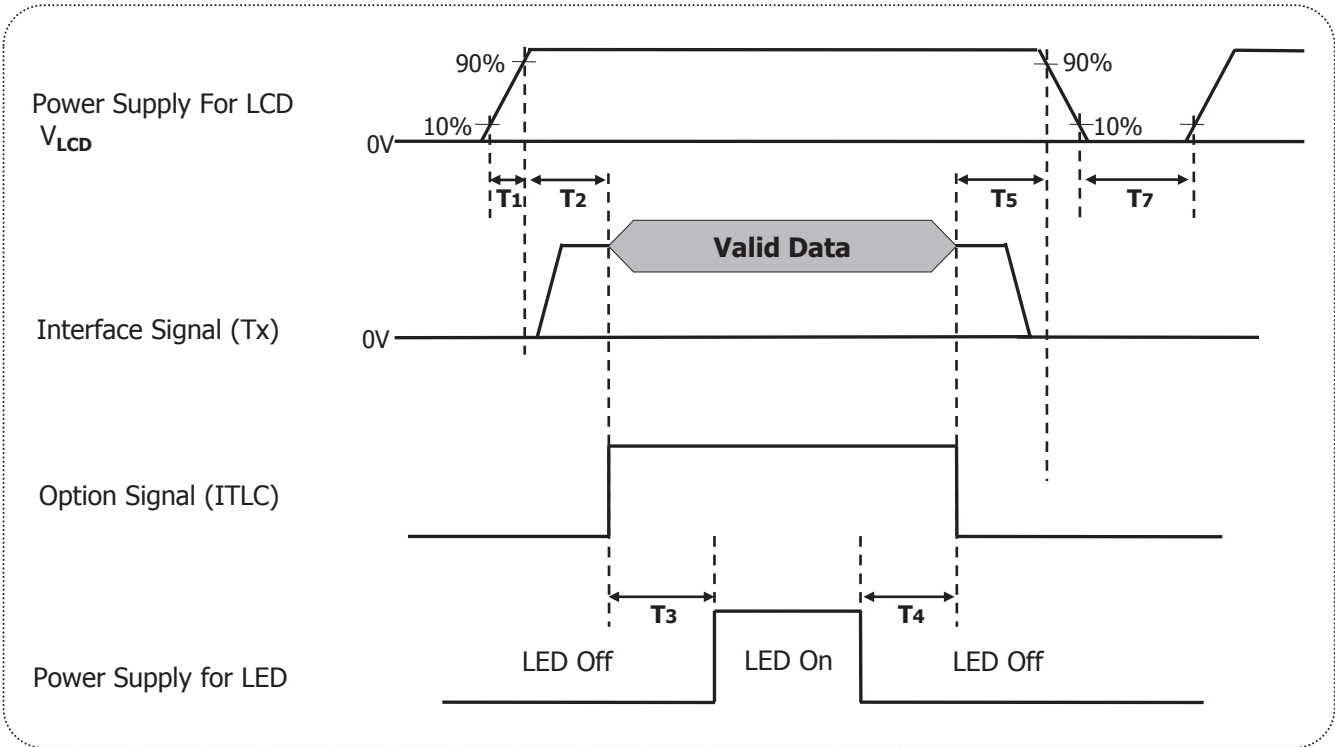 90%
90%
Power Supply For LCD
VLCD
10%
10%
0V
T1
T2
T5
T7
Valid Data
Interface Signal (Tx)
0V
Option Signal (ITLC)
T3
T4
LED Off
LED On
LED Off
Power Supply for LED